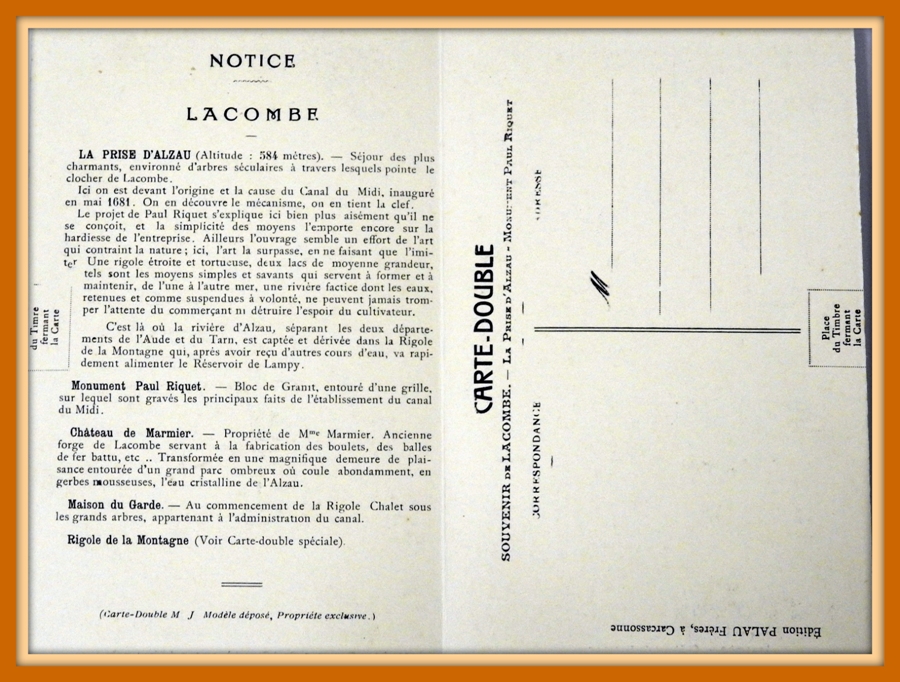 NOTICE
LACOMBE
LA PRISE D'ALZAU (Altitude : 584 mètres). — Séjour des plus
charmants, environné d'arbres séculaires à travers lesquels pointe le
clocher de Lacombe.
Ici on est devant l'origine et la cause du Canal du Midi, inauguré
en mai 1681. On en découvre le mécanisme, on en tient la clef.
Le projet de Paul Riquet s'explique ici bien plus aisément qu'il ne
se conçoit, et la simplicité des moyens l'emporte encore sur la
hardiesse de l'entreprise. Ailleurs l'ouvrage semble un effort de l'art
qui contraint la nature ; ici, l'art la surpasse, en ne faisant que l'imi-
ter Une rigole étroite et tortueuse, deux lacs de moyenne grandeur,
tels sont les moyens simples et savants qui servent à former et à
maintenir, de l'une à l'autre mer, une rivière factice dont les eaux,
retenues et comme suspendues à volonté, ne peuvent jamais trom-
per l'attente du commerçant ni détruire l'espoir du cultivateur.
C'est là où la rivière d'Alzau, séparant les deux départe-
ments de l'Aude et du Tarn, est captée et dérivée dans la Rigole
de la Montagne qui, après avoir reçu d'autres cours d'eau, va rapi-
dement alimenter le Réservoir de Lampy.
Monument Paul Riquet. — Bloc de Granit, entouré d'une grille,
sur lequel sont gravés les principaux faits de l'établissement du canal
du Midi.
Château de Marmier. — Propriété de Mme Marmier. Ancienne
forge de Lacombe servant à la fabrication des boulets, des balles
de fer battu, etc .. Transformée en une magnifique demeure de plai-
sance entourée d'un grand parc ombreux où coule abondamment, en
gerbes mousseuses, l'eau cristalline de l'Alzau.
Maison du Garde. — Au commencement de la Rigole Chalet sous
les grands arbres, appartenant à l'administration du canal.
Rigole de la Montagne (Voir Carte-double spéciale).
(Carte-Double M J Modèle déposé, Propriété exclusive.)
du Timbre
fermant
la Carte
CARTE-DOUBLE
SOUVENIR DE LACOMBE. — La Prise d'Alzau - Monument Paul Riquet
CORRESPONDANCE
ADRESSE
Place
du Timbre
fermant
la Carte
Édition PALAU Frères, à Carcassonne